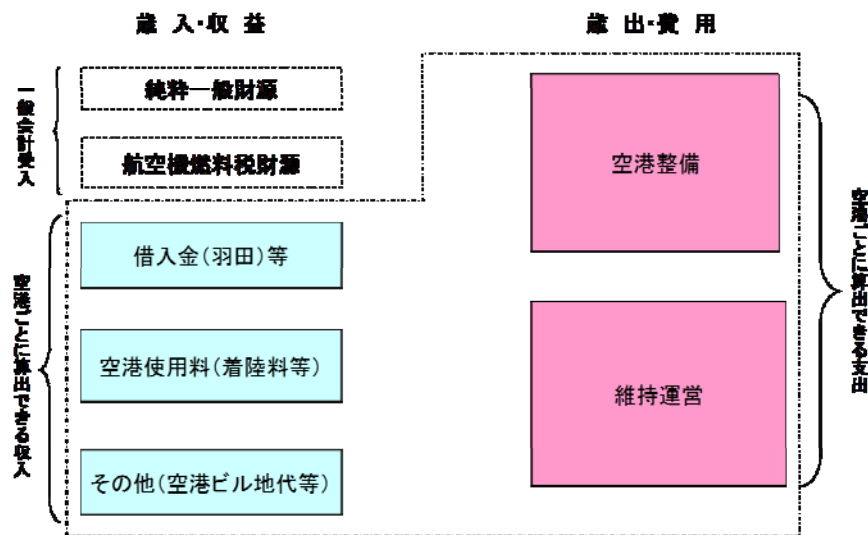 歳入・収益
歳出・費用
一般会計受入
純粋一般財源
航空機燃料税財源
空港ごとに算出できる収入
借入金(羽田)等
空港使用料(着陸料等)
その他(空港ビル地代等)
空港整備
維持運営
空港ごとに算出できる支出